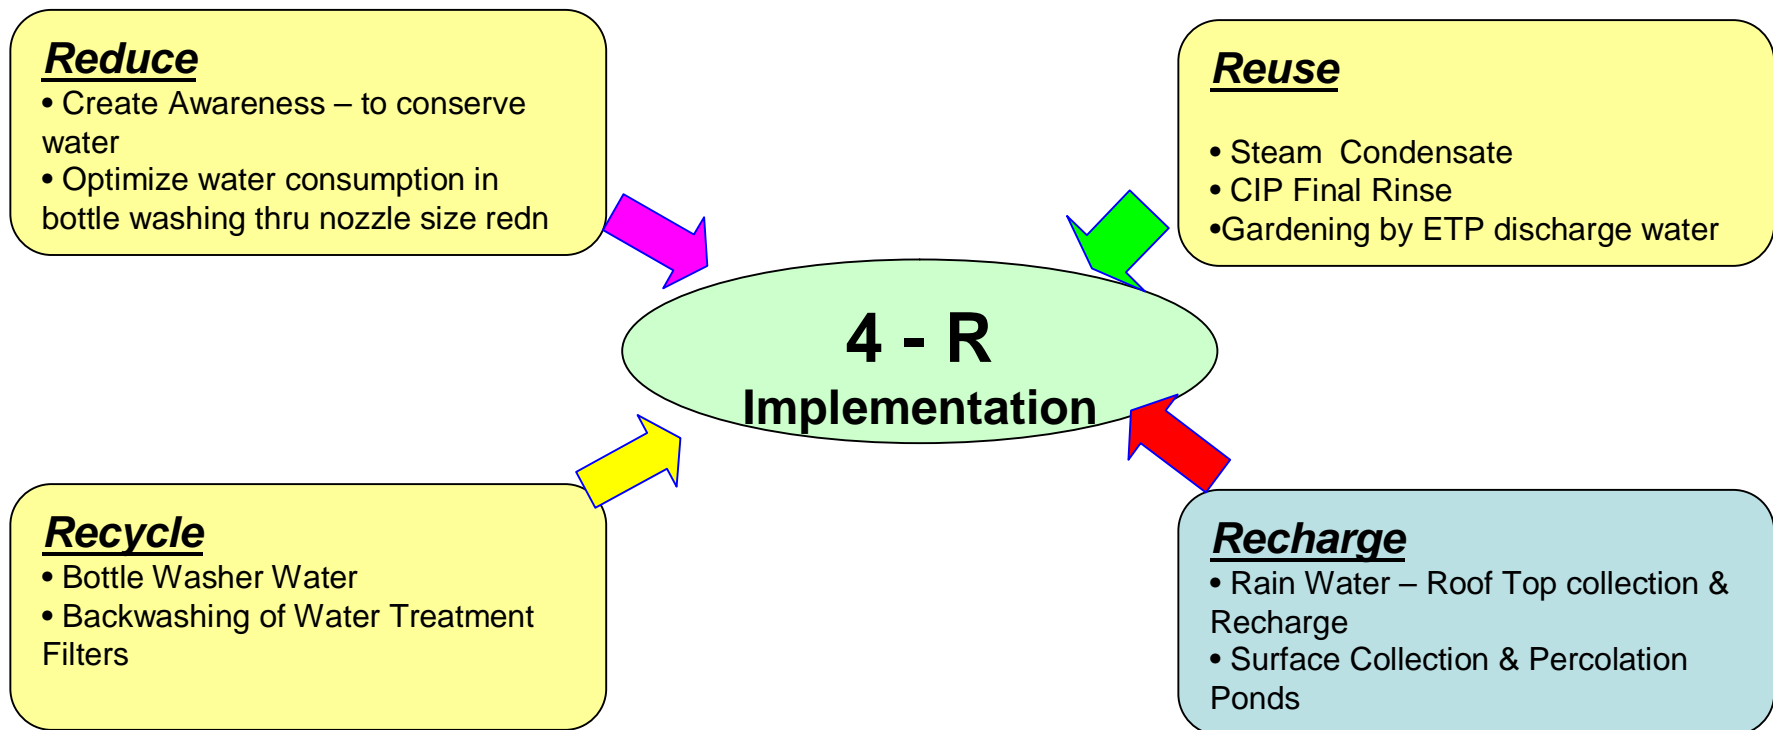 Reduce
• Create Awareness – to conserve
water
• Optimize water consumption in
bottle washing thru nozzle size redn
Reuse
• Steam Condensate
• CIP Final Rinse
•Gardening by ETP discharge water
4 - R
Implementation
Recycle
• Bottle Washer Water
• Backwashing of Water Treatment
Filters
Recharge
• Rain Water – Roof Top collection &
Recharge
• Surface Collection & Percolation
Ponds